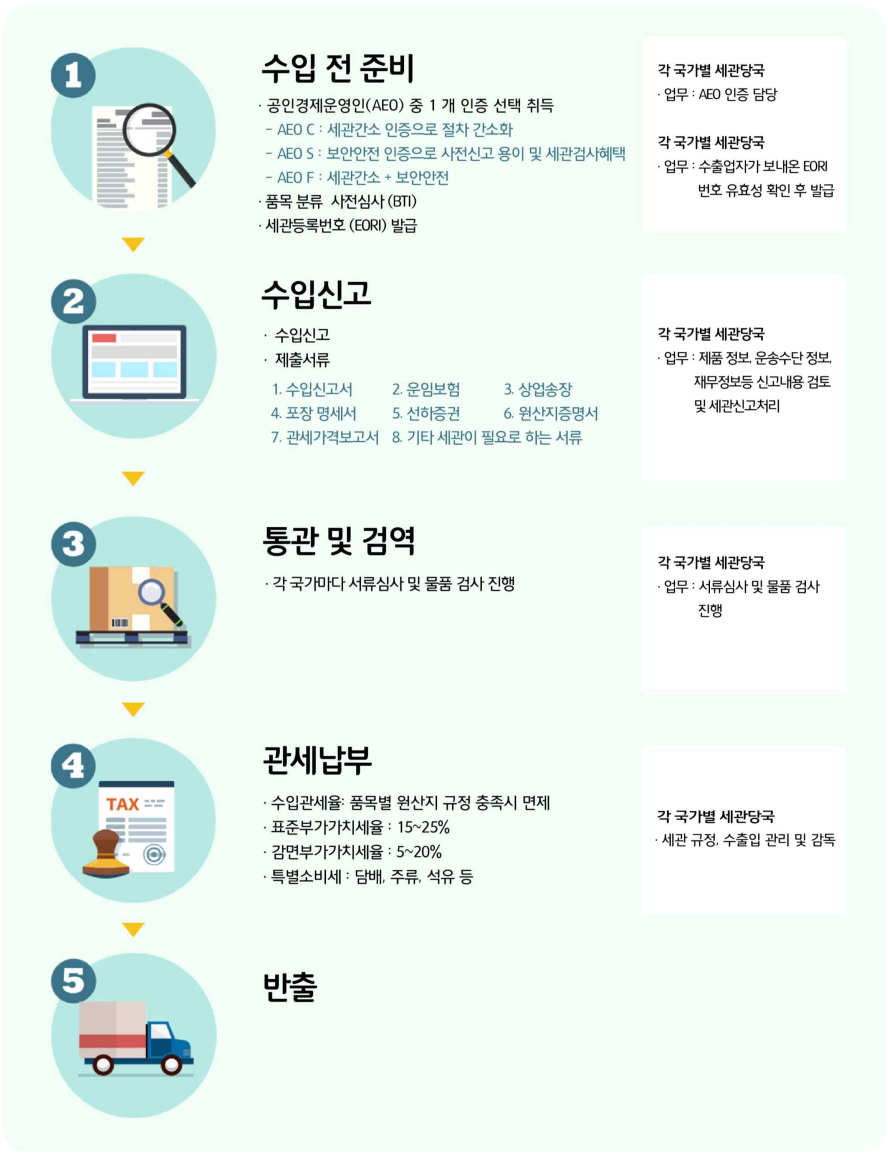 1
수입 전 준비
· 공인경제운영인(AEO) 중 1 개 인증 선택 취득
- AEO C : 세관간소 인증으로 절차 간소화
- AEO S : 보안안전 인증으로 사전신고 용이 및 세관검사혜택
- AEO F : 세관간소 + 보안안전
· 품목 분류 사전심사 (BTI)
· 세관등록번호 (EORI) 발급
각 국가별 세관당국
· 업무 : AEO 인증 담당
각 국가별 세관당국
· 업무 : 수출업자가 보내온 EORI
번호 유효성 확인 후 발급
2
수입신고
· 수입신고
· 제출서류
1. 수입신고서 2. 운임보험 3. 상업송장
4. 포장 명세서 5. 선하증권 6. 원산지증명서
7. 관세가격보고서 8. 기타 세관이 필요로 하는 서류
각 국가별 세관당국
· 업무 : 제품 정보, 운송수단 정보,
재무정보등 신고내용 검토
및 세관신고처리
3
통관 및 검역
· 각 국가마다 서류심사 및 물품 검사 진행
각 국가별 세관당국
· 업무 : 서류심사 및 물품 검사
진행
4
TAX
관세납부
· 수입관세율: 품목별 원산지 규정 충족시 면제
· 표준부가가치세율 : 15~25%
· 감면부가가치세율 : 5~20%
· 특별소비세 : 담배, 주류, 석유 등
각 국가별 세관당국
· 세관 규정, 수출입 관리 및 감독
5
반출